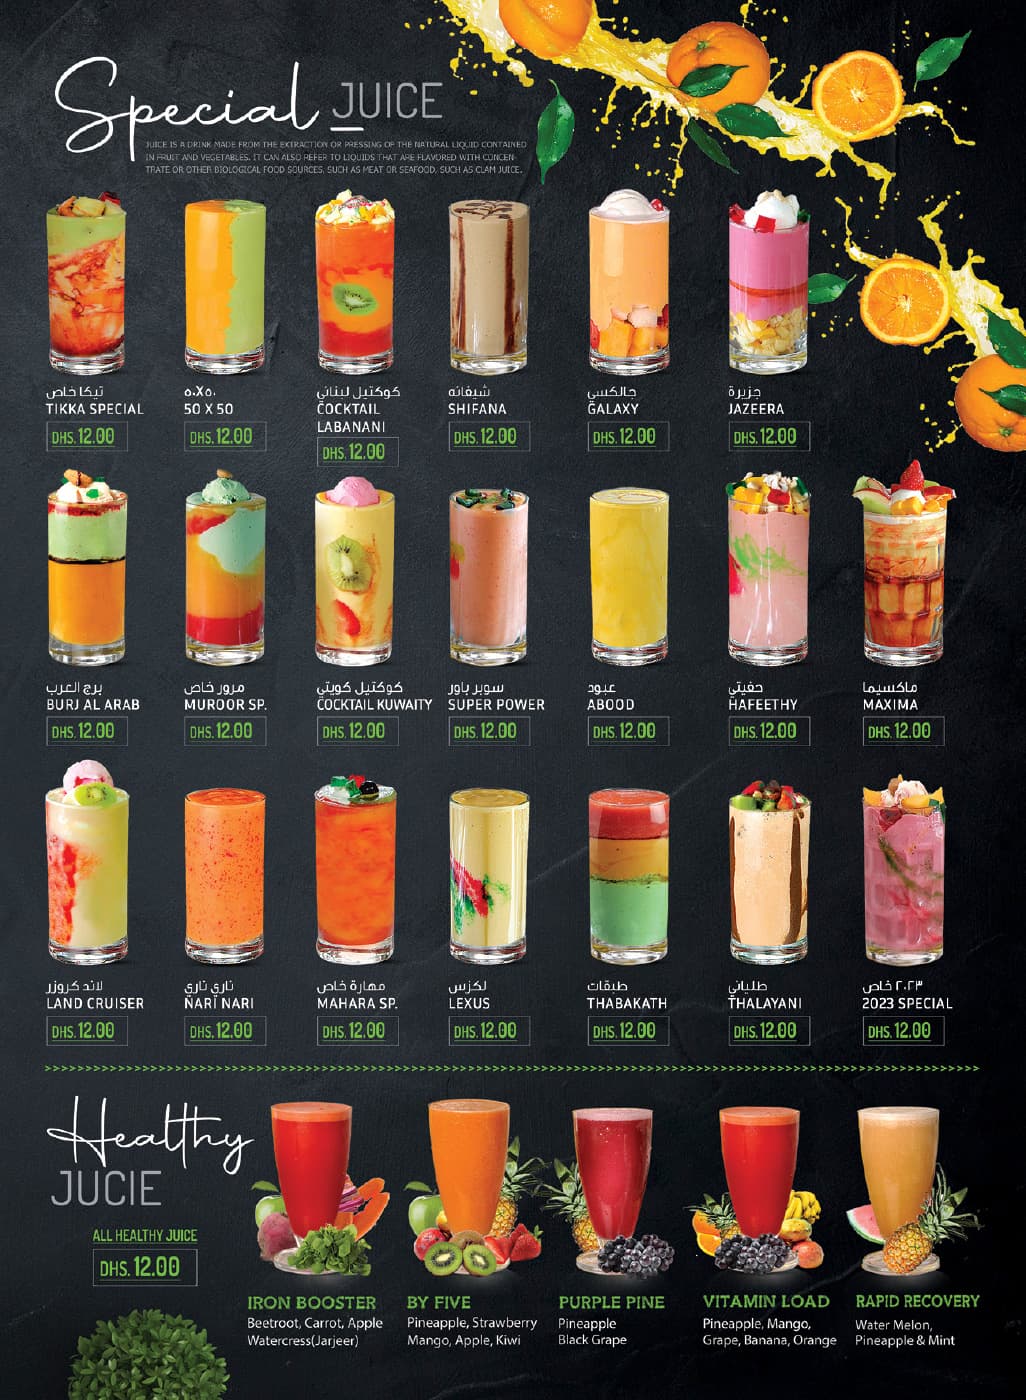 Special JUICE
JUICE IS A DRINK MADE FROM THE EXTRACTION OR PRESSING OF THE NATURAL LIQUID CONTAINED
IN FRUIT AND VEGETABLES. IT CAN ALSO REFER TO LIQUIDS THAT ARE FLAVORED WITH CONCEN-
TRATE OR OTHER BIOLOGICAL FOOD SOURCES, SUCH AS MEAT OR SEAFOOD, SUCH AS CLAM JUICE.
تيكا خاص
TIKKA SPECIAL
DHS. 12.00
٥٠X٥٠
50 X 50
DHS. 12.00
كوكتيل لبناني
COCKTAIL
LABANANI
DHS. 12.00
شيفانه
SHIFANA
DHS. 12.00
جالكسي
GALAXY
DHS. 12.00
جزيرة
JAZEERA
DHS. 12.00
برج العرب
BURJ AL ARAB
DHS. 12.00
مرور خاص
MUROOR SP.
DHS. 12.00
كوكتيل كويتي
COCKTAIL KUWAITY
DHS. 12.00
سوبر باور
SUPER POWER
DHS. 12.00
عبود
ABOOD
DHS. 12.00
حفيتي
HAFEETHY
DHS. 12.00
ماكسيما
MAXIMA
DHS. 12.00
لاند كروزر
LAND CRUISER
DHS. 12.00
ناري ناري
NARI NARI
DHS. 12.00
مهارة خاص
MAHARA SP.
DHS. 12.00
لكزس
LEXUS
DHS. 12.00
طبقات
THABAKATH
DHS. 12.00
طلياني
THALAYANI
DHS. 12.00
٢٠٢٣ خاص
2023 SPECIAL
DHS. 12.00
Healthy
JUCIE
ALL HEALTHY JUICE
DHS. 12.00
IRON BOOSTER
Beetroot, Carrot, Apple
Watercress(Jarjeer)
BY FIVE
Pineapple, Strawberry
Mango, Apple, Kiwi
PURPLE PINE
Pineapple
Black Grape
VITAMIN LOAD
Pineapple, Mango,
Grape, Banana, Orange
RAPID RECOVERY
Water Melon,
Pineapple & Mint